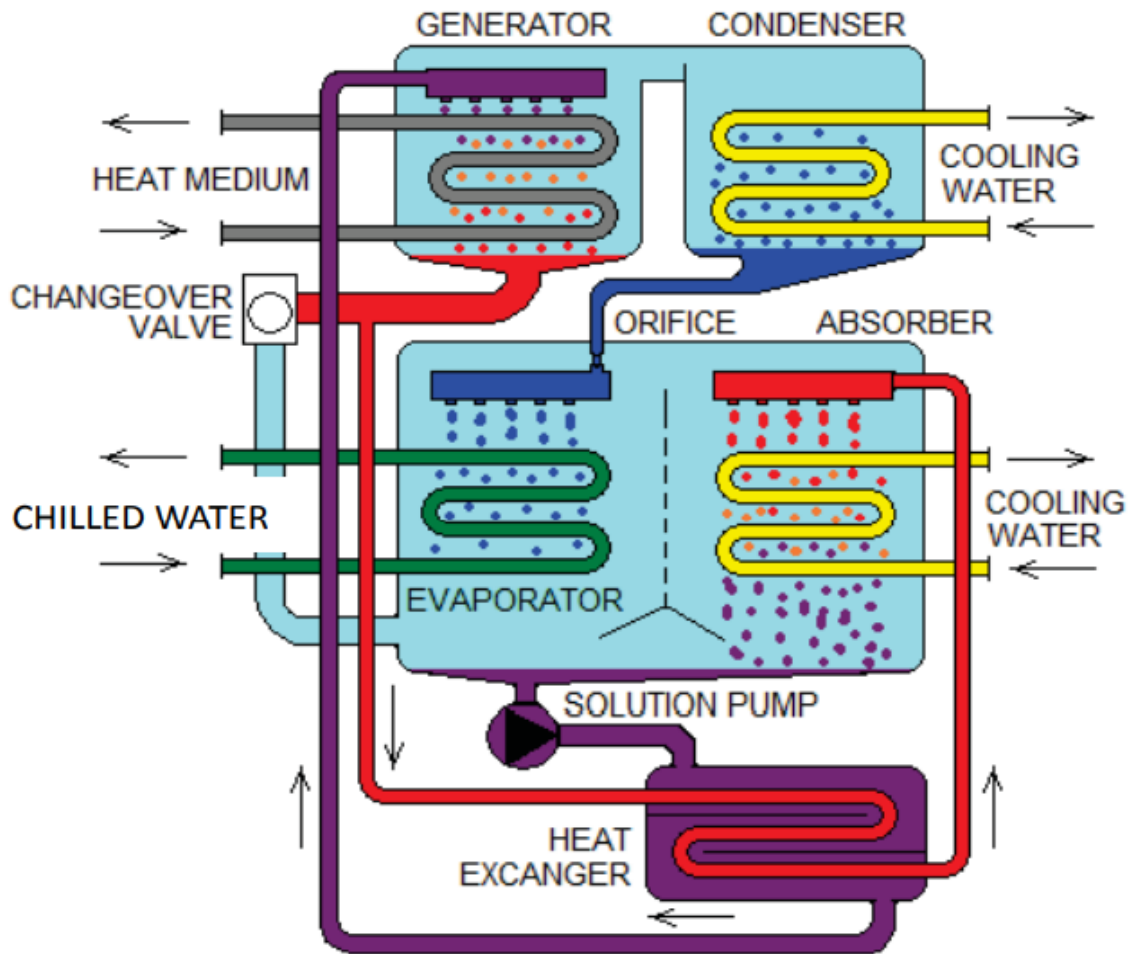 GENERATOR
CONDENSER
HEAT MEDIUM
COOLING
WATER
CHANGEOVER
VALVE
ORIFICE
ABSORBER
CHILLED WATER
COOLING
WATER
EVAPORATOR
SOLUTION PUMP
HEAT
EXCANGER